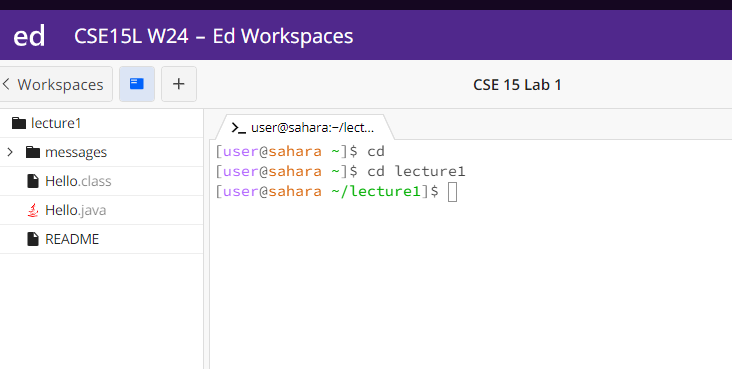 ed CSE15L W24 – Ed Workspaces
< Workspaces + CSE 15 Lab 1
lecture1
>_ user@sahara:~/lect...
> messages
Hello.class
Hello.java
README
[user@sahara ~]$ cd
[user@sahara ~]$ cd lecture1
[user@sahara ~/lecture1]$